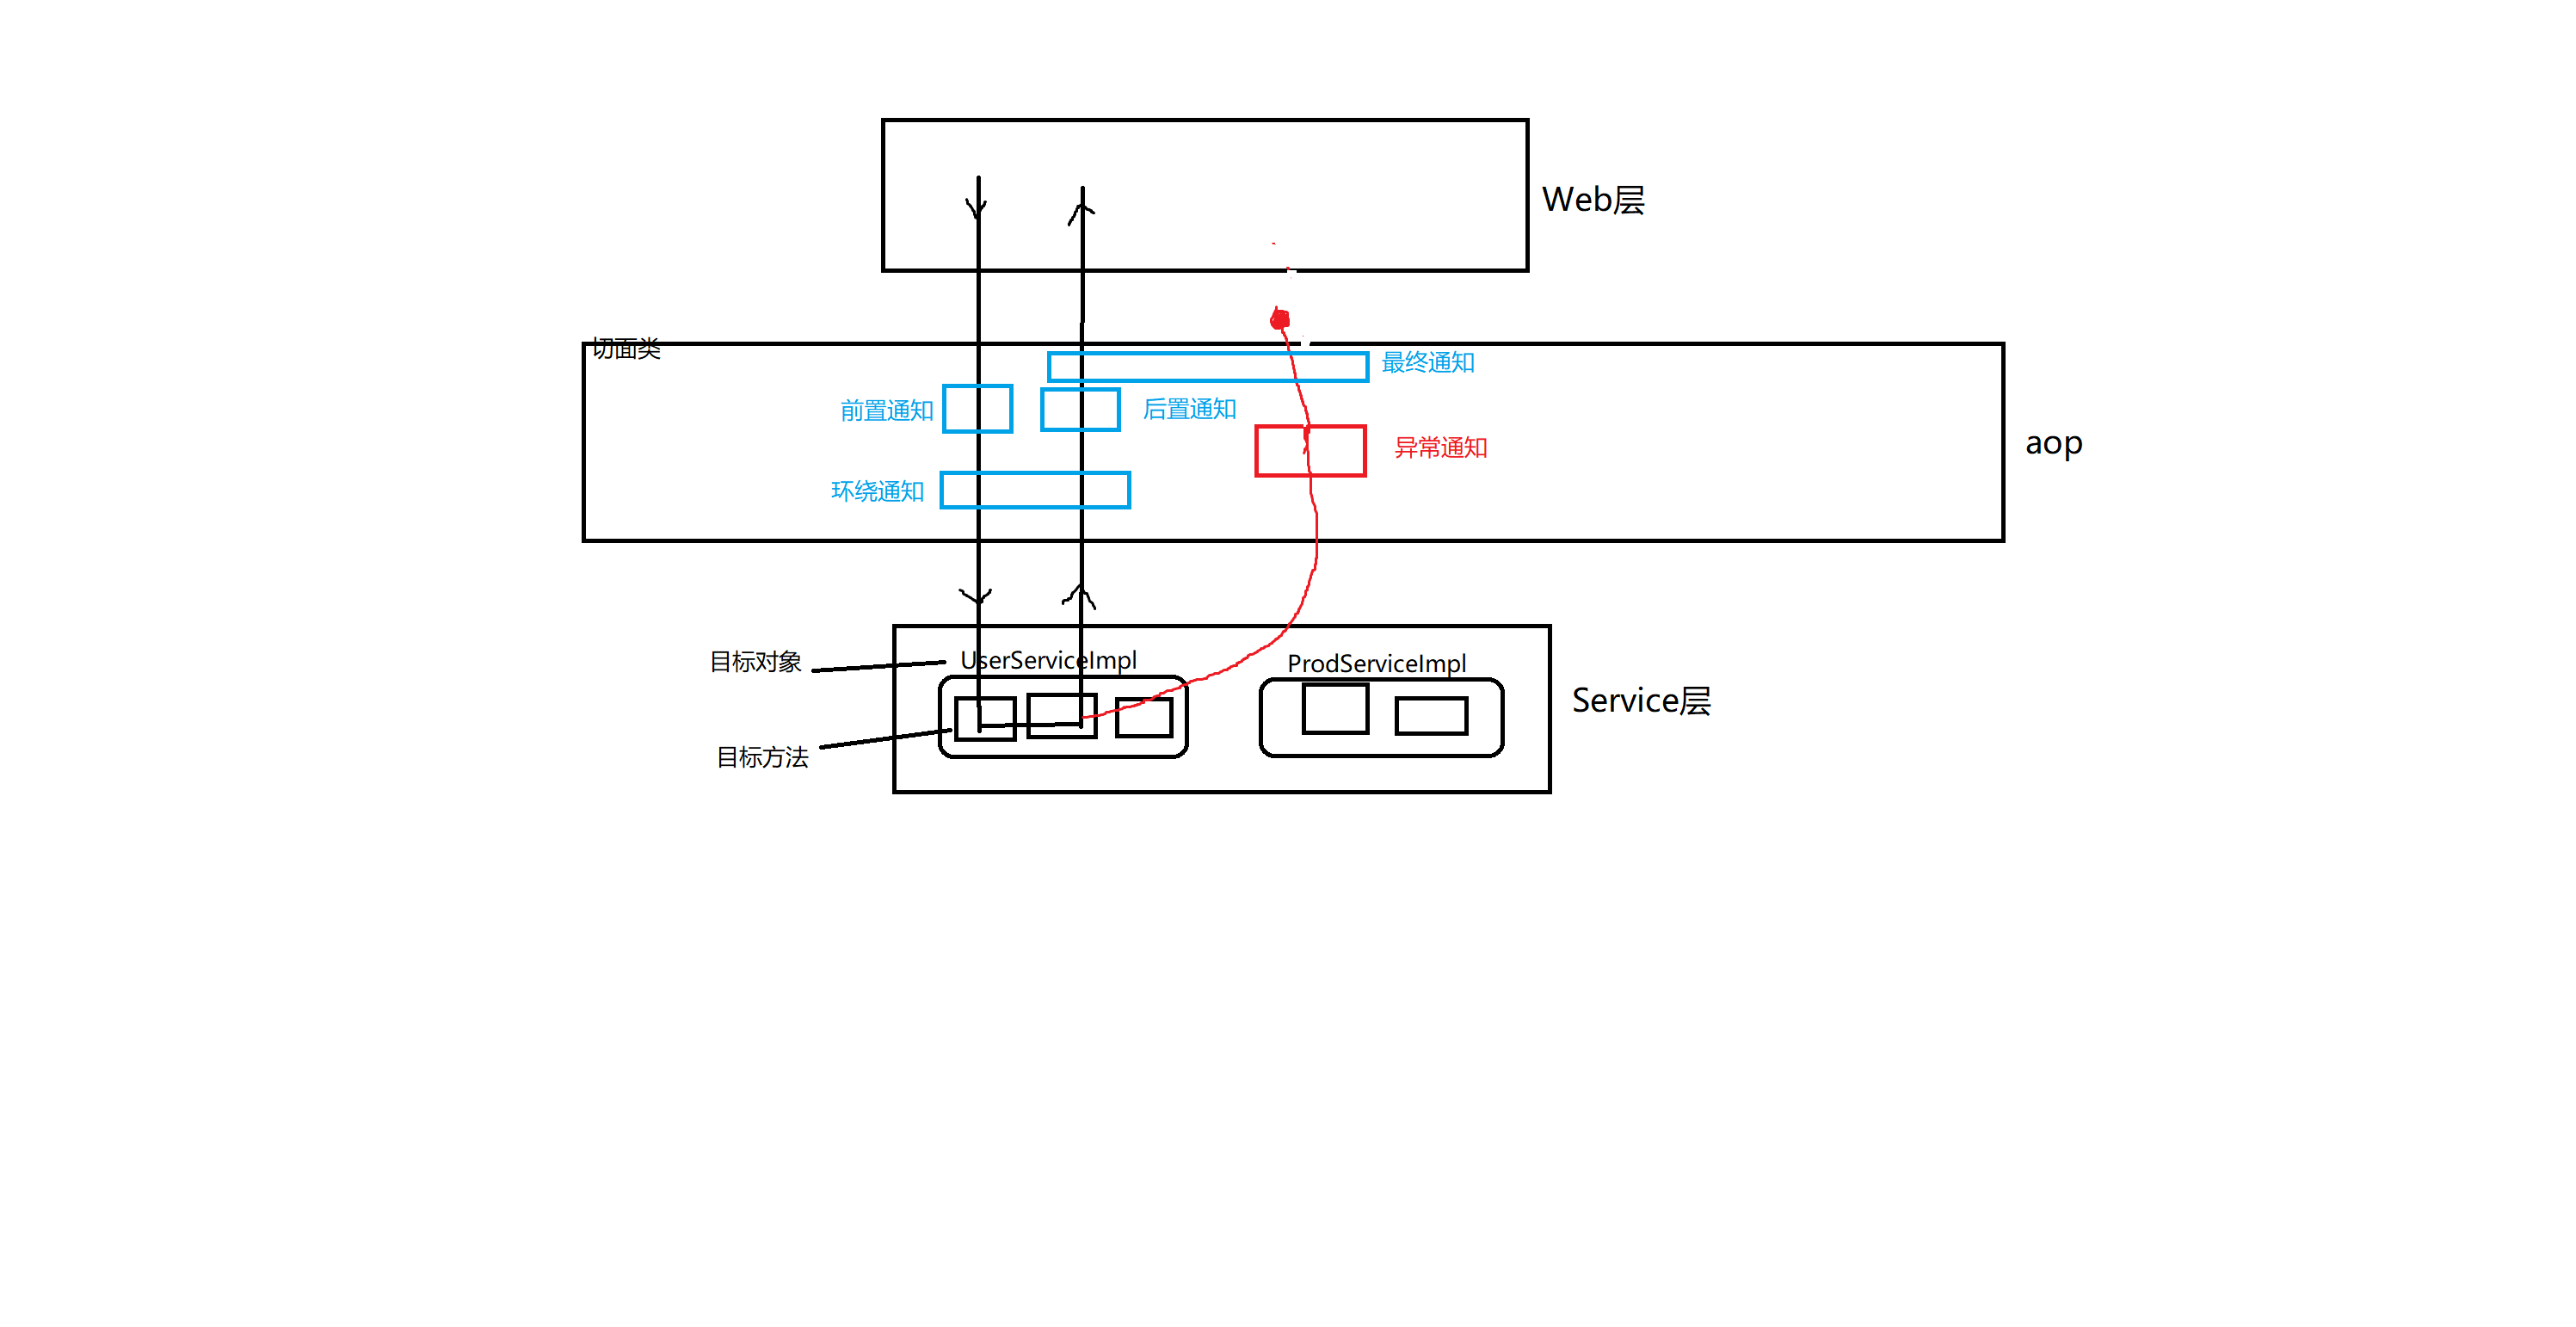 Web层
切面类
最终通知
前置通知
后置通知
aop
异常通知
环绕通知
目标对象
UserServiceImpl
ProdServiceImpl
Service层
目标方法